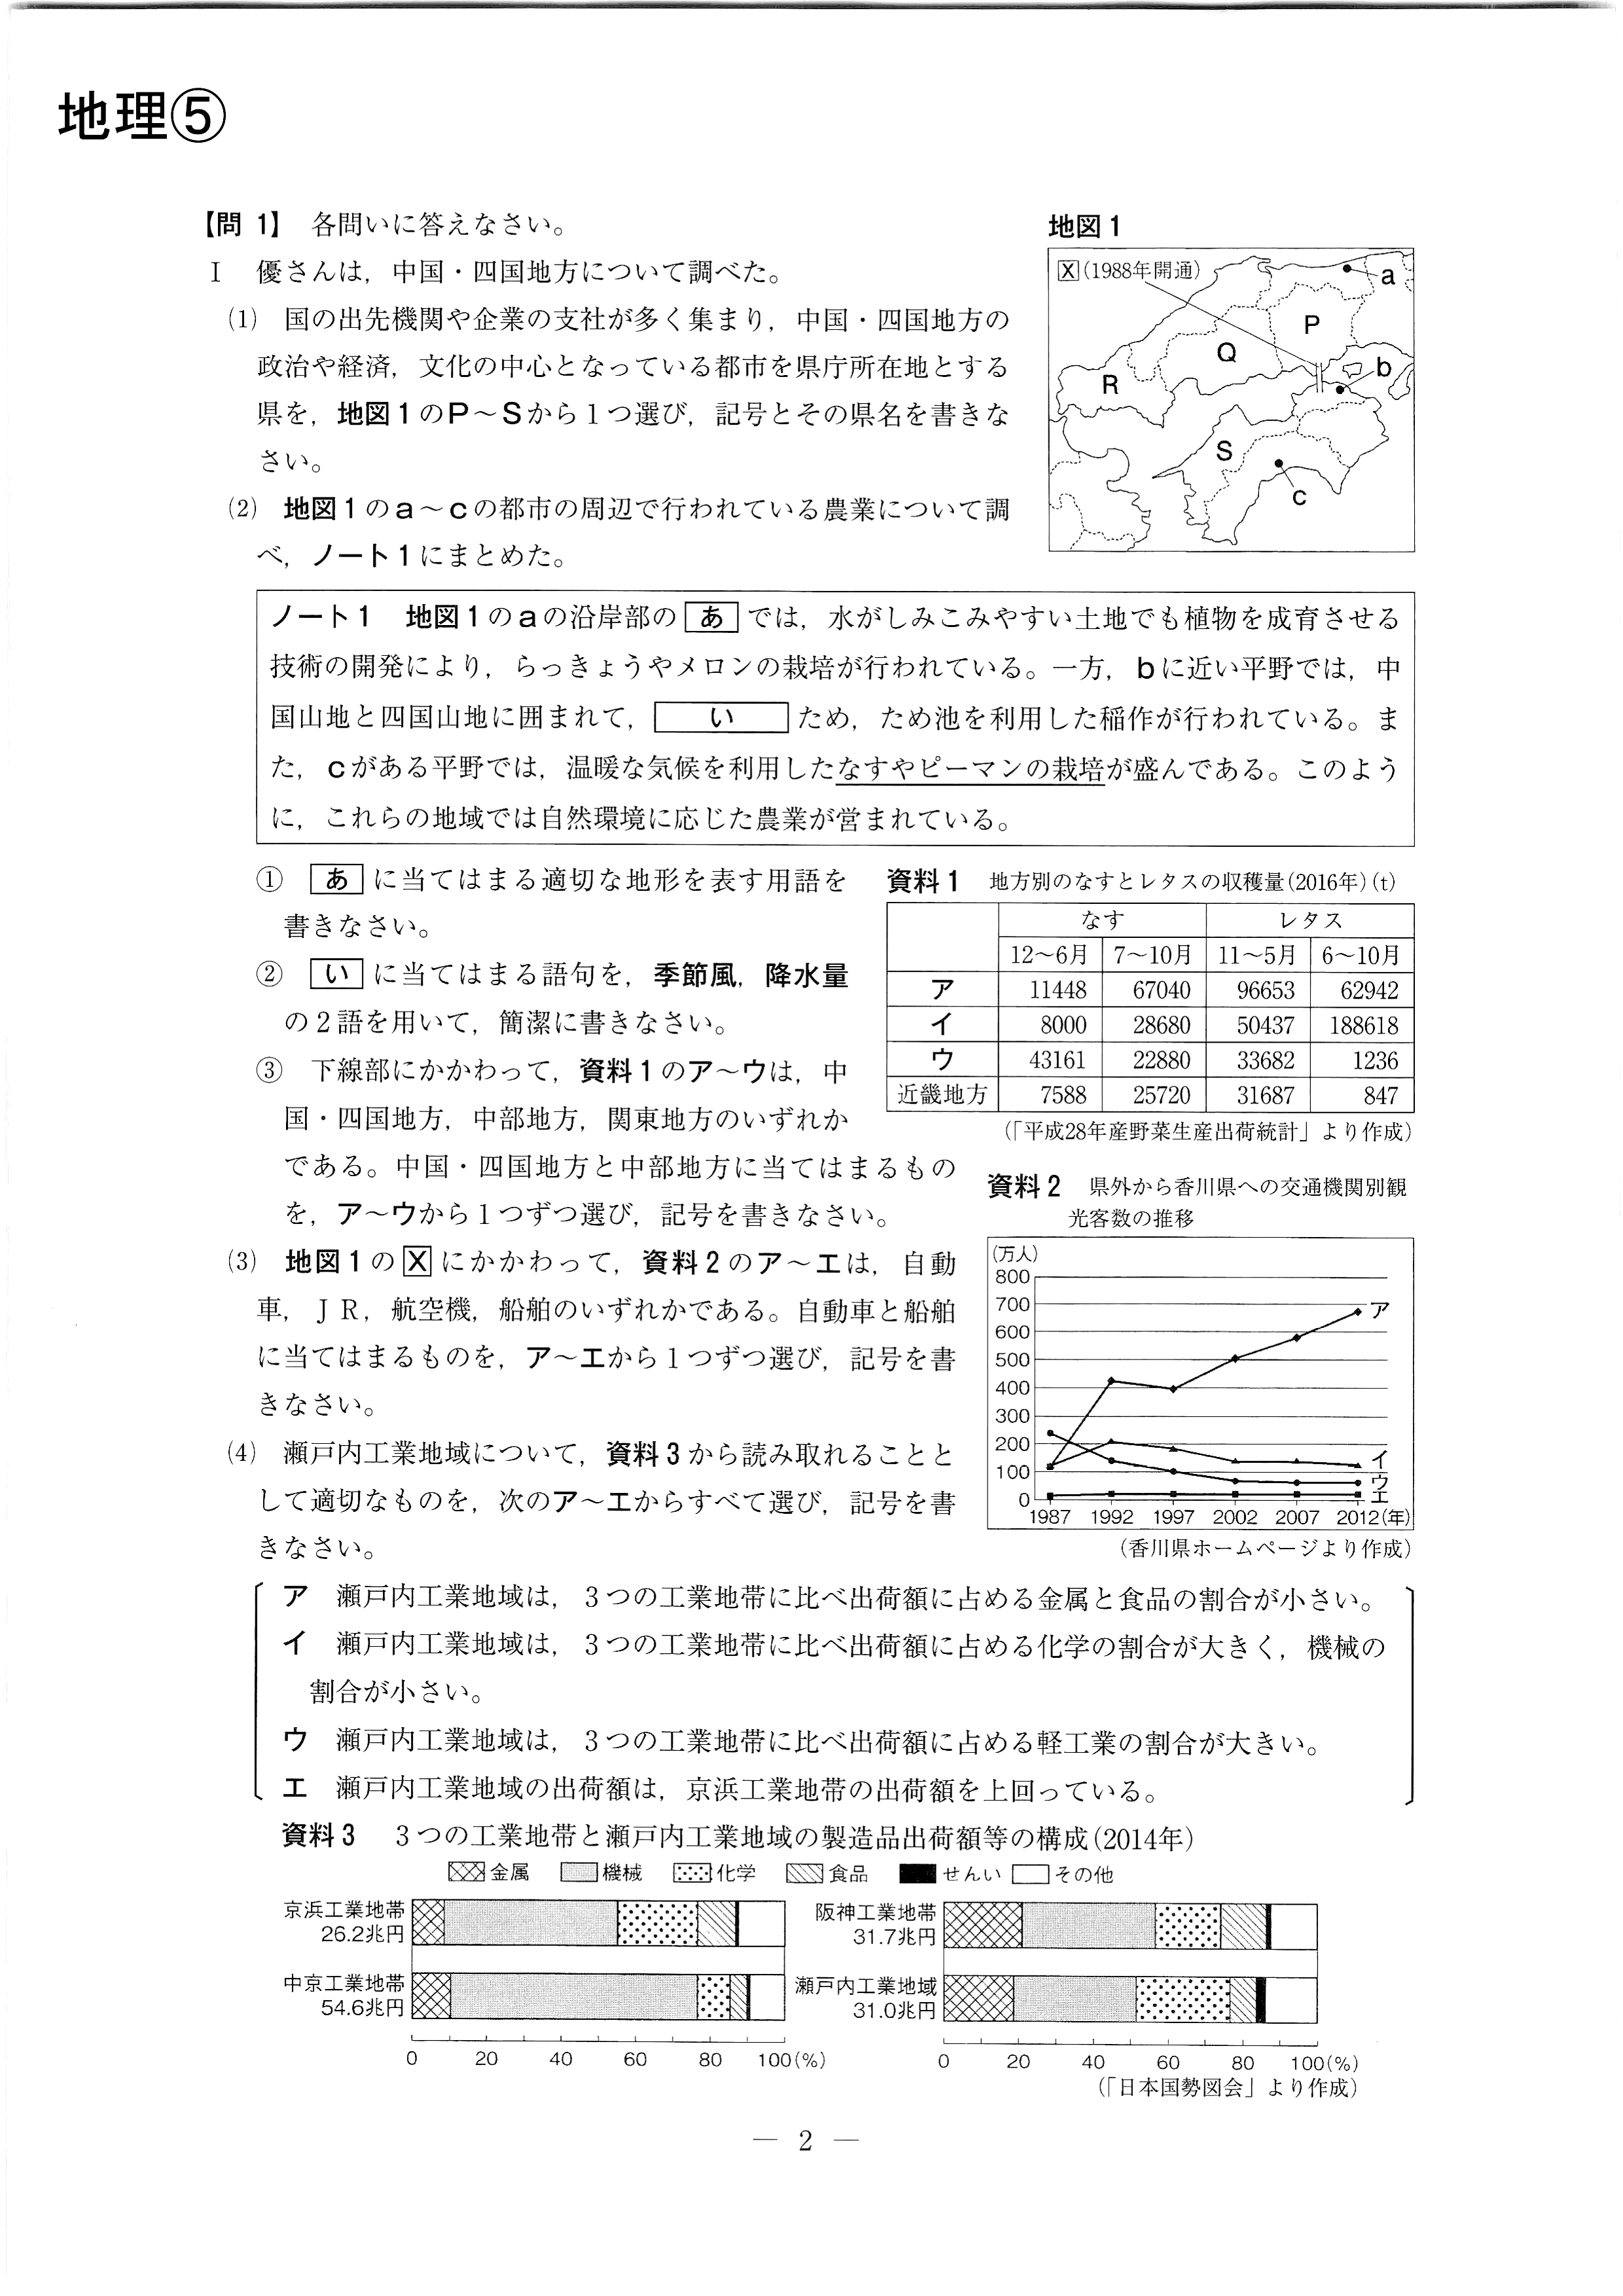 地理⑤
【問 1】 各問いに答えなさい。
Ⅰ 優さんは，中国・四国地方について調べた。
(1) 国の出先機関や企業の支社が多く集まり，中国・四国地方の
政治や経済，文化の中心となっている都市を県庁所在地とする
県を，地図1のP～Sから1つ選び，記号とその県名を書きな
さい。
(2) 地図1のa～cの都市の周辺で行われている農業について調
べ，ノート1にまとめた。
地図1
X(1988年開通)
a
P
Q
b
R
S
c
ノート1 地図1のaの沿岸部の あ では，水がしみこみやすい土地でも植物を成育させる
技術の開発により，らっきょうやメロンの栽培が行われている。一方，bに近い平野では，中
国山地と四国山地に囲まれて， い ため，ため池を利用した稲作が行われている。ま
た，cがある平野では，温暖な気候を利用したなすやピーマンの栽培が盛んである。このよう
に，これらの地域では自然環境に応じた農業が営まれている。
① あ に当てはまる適切な地形を表す用語を
書きなさい。
② い に当てはまる語句を，季節風，降水量
の2語を用いて，簡潔に書きなさい。
③ 下線部にかかわって，資料1のア～ウは，中
国・四国地方，中部地方，関東地方のいずれか
である。中国・四国地方と中部地方に当てはまるもの
を，ア～ウから1つずつ選び，記号を書きなさい。
資料1 地方別のなすとレタスの収穫量(2016年)(t)
なす レタス
12～6月 7～10月 11～5月 6～10月
ア 11448 67040 96653 62942
イ 8000 28680 50437 188618
ウ 43161 22880 33682 1236
近畿地方 7588 25720 31687 847
(「平成28年産野菜生産出荷統計」より作成)
(3) 地図1のXにかかわって，資料2のア～エは，自動
車，ＪＲ，航空機，船舶のいずれかである。自動車と船舶
に当てはまるものを，ア～エから1つずつ選び，記号を書
きなさい。
(4) 瀬戸内工業地域について，資料3から読み取れることと
して適切なものを，次のア～エからすべて選び，記号を書
きなさい。
資料2 県外から香川県への交通機関別観
光客数の推移
(万人)
800
700
600
500
400
300
200
100
0
ア
イ
ウ
エ
1987 1992 1997 2002 2007 2012(年)
(香川県ホームページより作成)
ア 瀬戸内工業地域は，3つの工業地帯に比べ出荷額に占める金属と食品の割合が小さい。
イ 瀬戸内工業地域は，3つの工業地帯に比べ出荷額に占める化学の割合が大きく，機械の
割合が小さい。
ウ 瀬戸内工業地域は，3つの工業地帯に比べ出荷額に占める軽工業の割合が大きい。
エ 瀬戸内工業地域の出荷額は，京浜工業地帯の出荷額を上回っている。
資料3 3つの工業地帯と瀬戸内工業地域の製造品出荷額等の構成(2014年)
金属 機械 化学 食品 せんい その他
京浜工業地帯
26.2兆円
中京工業地帯
54.6兆円
0 20 40 60 80 100(%)
阪神工業地帯
31.7兆円
瀬戸内工業地域
31.0兆円
0 20 40 60 80 100(%)
(「日本国勢図会」より作成)
— 2 —